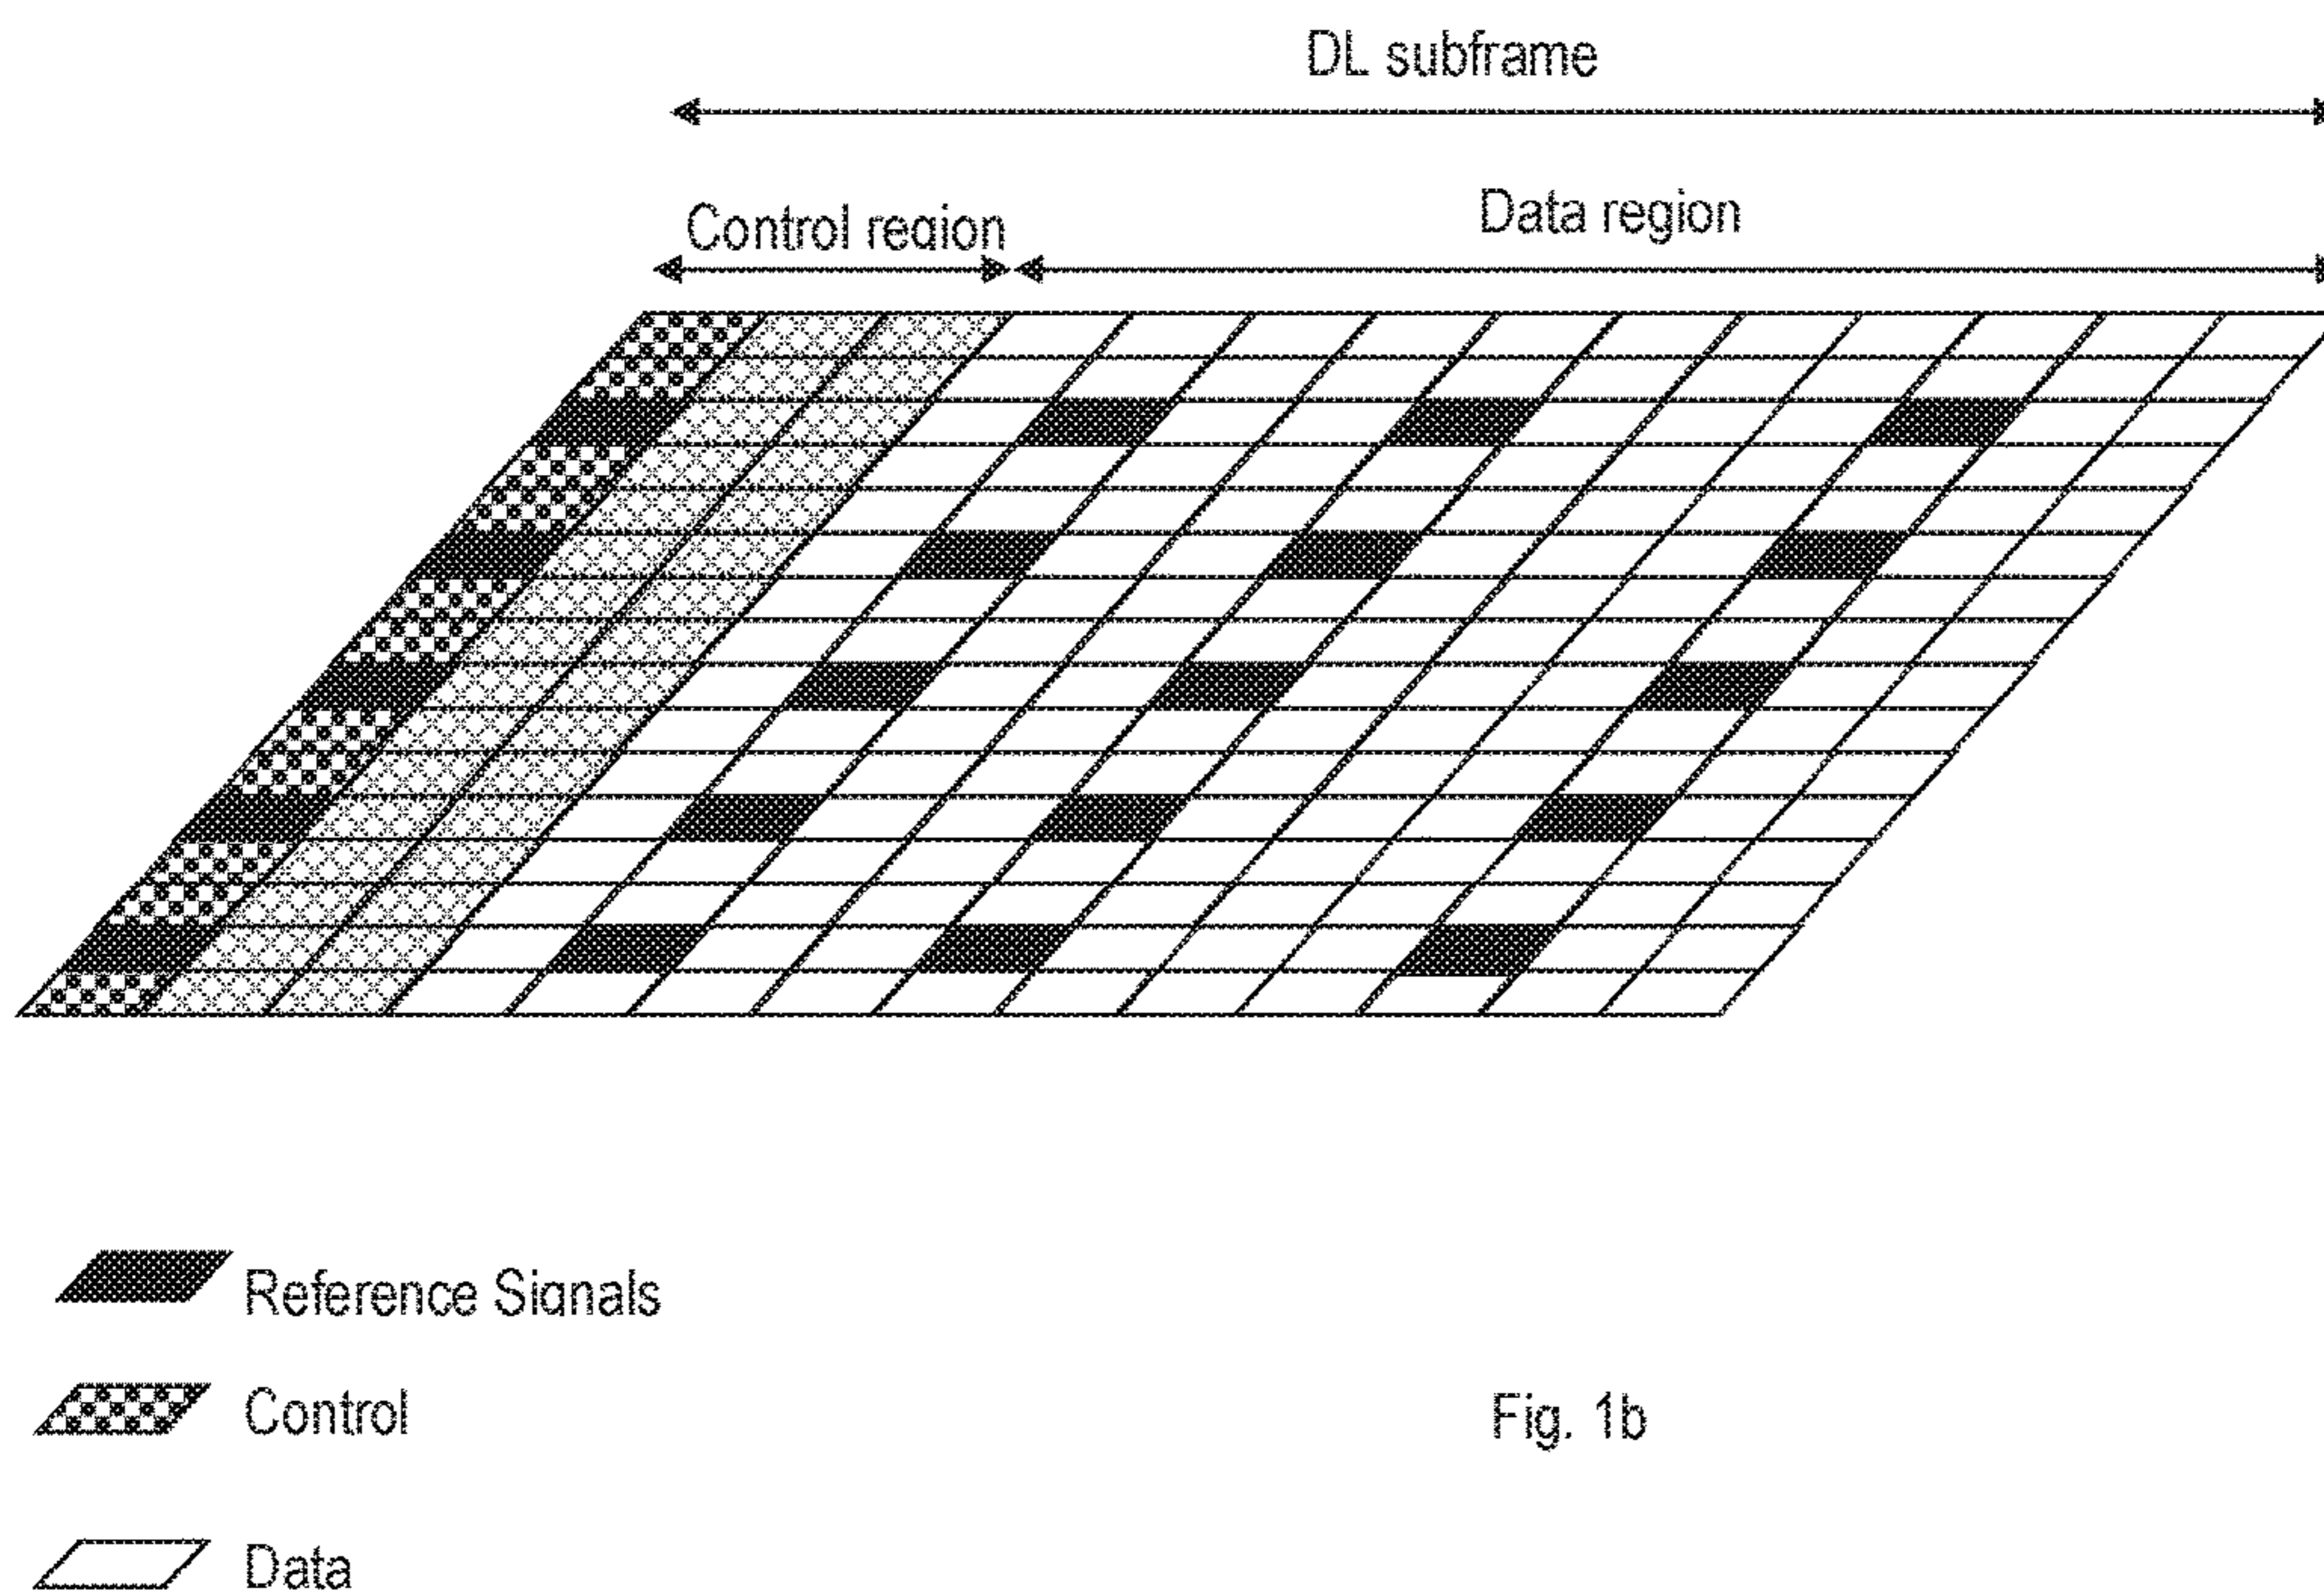 DL subframe
Control region
Data region
Reference Signals
Control
Data
Fig. 1b